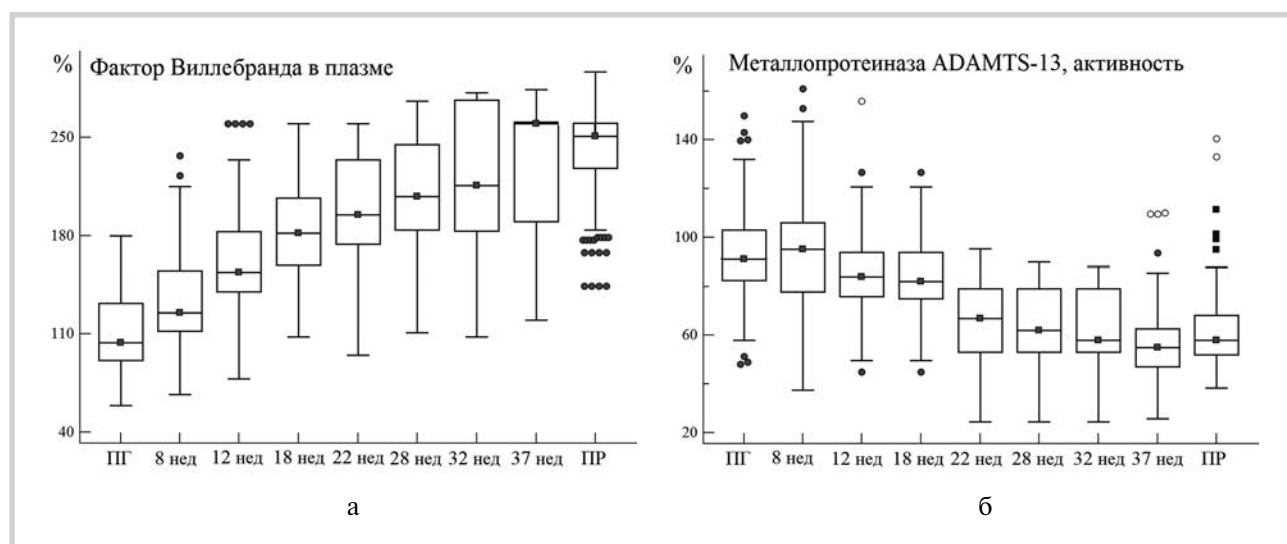 % Фактор Виллебранда в плазме
250
180
110
40
ПГ 8 нед 12 нед 18 нед 22 нед 28 нед 32 нед 37 нед ПР
а
% Металлопротеиназа ADAMTS-13, активность
140
100
60
20
ПГ 8 нед 12 нед 18 нед 22 нед 28 нед 32 нед 37 нед ПР
б